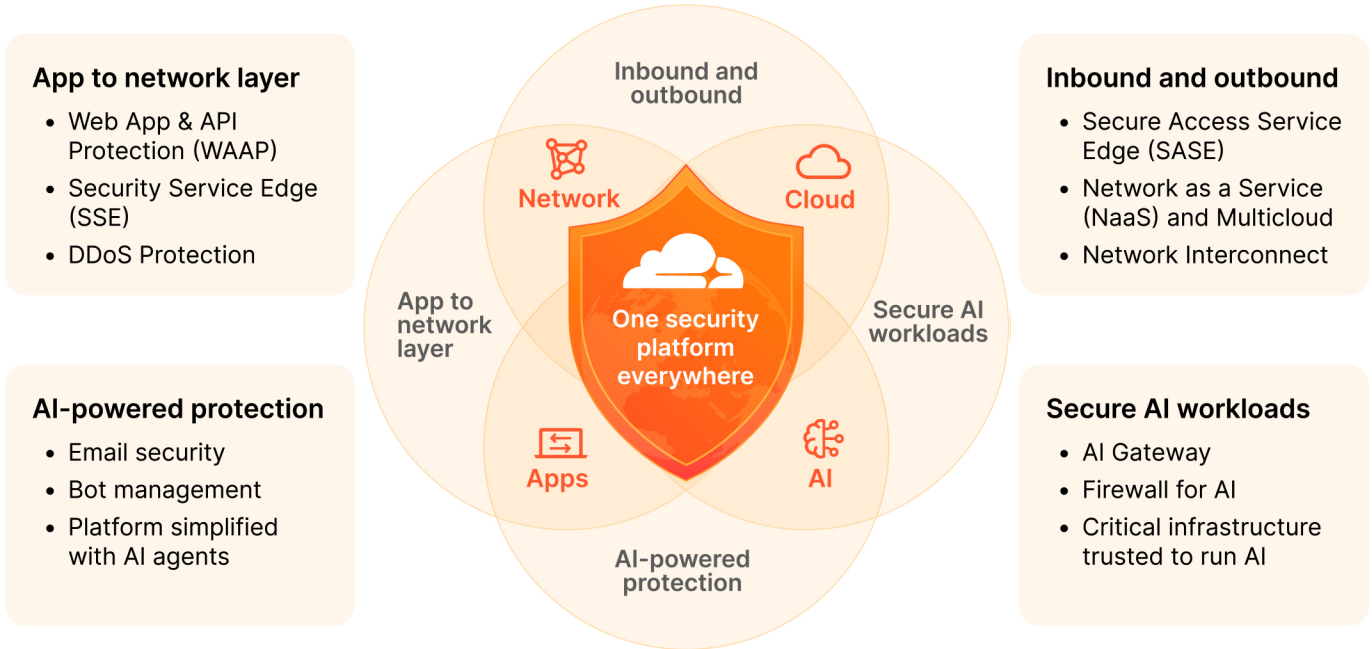 App to network layer
• Web App & API
Protection (WAAP)
• Security Service Edge
(SSE)
• DDoS Protection
AI-powered protection
• Email security
• Bot management
• Platform simplified
with AI agents
Inbound and
outbound
Network
Cloud
App to
network
layer
One security
platform
everywhere
Secure AI
workloads
Apps
AI
AI-powered
protection
Inbound and outbound
• Secure Access Service
Edge (SASE)
• Network as a Service
(NaaS) and Multicloud
• Network Interconnect
Secure AI workloads
• AI Gateway
• Firewall for AI
• Critical infrastructure
trusted to run AI